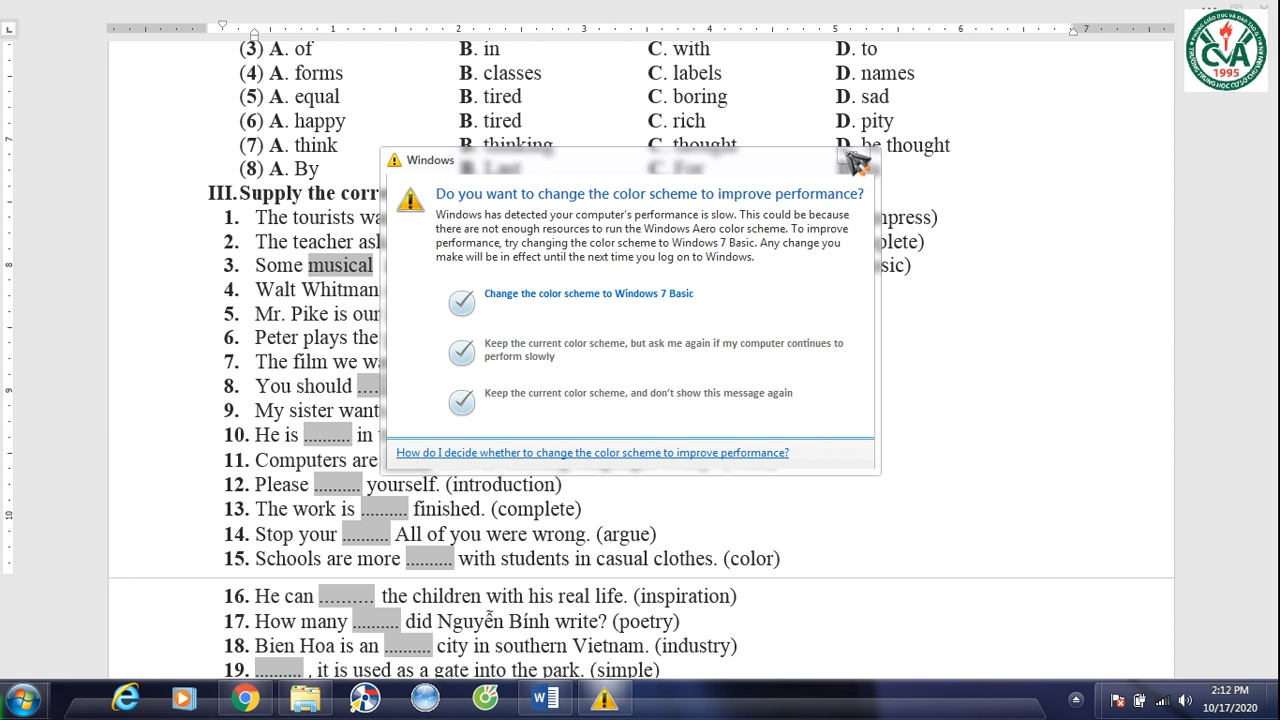 (3) A. of B. in C. with D. to
(4) A. forms B. classes C. labels D. names
(5) A. equal B. tired C. boring D. sad
(6) A. happy B. tired C. rich D. pity
(7) A. think B. thinking C. thought D. be thought
(8) A. By B. Last C. For
Windows
III. Supply the corr
Do you want to change the color scheme to improve performance?
Windows has detected your computer's performance is slow. This could be because
there are not enough resources to run the Windows Aero color scheme. To improve
performance, try changing the color scheme to Windows 7 Basic. Any change you
make will be in effect until the next time you log on to Windows.
Change the color scheme to Windows 7 Basic
Keep the current color scheme, but ask me again if my computer continues to
perform slowly
Keep the current color scheme, and don't show this message again
How do I decide whether to change the color scheme to improve performance?
1. The tourists wa
2. The teacher asl
3. Some musical
4. Walt Whitman
5. Mr. Pike is our
6. Peter plays the
7. The film we wa
8. You should ....
9. My sister want
10. He is ......... in t
11. Computers are
12. Please ......... yourself. (introduction)
13. The work is ......... finished. (complete)
14. Stop your ......... All of you were wrong. (argue)
15. Schools are more ......... with students in casual clothes. (color)
16. He can ......... the children with his real life. (inspiration)
17. How many ......... did Nguyễn Bính write? (poetry)
18. Bien Hoa is an ......... city in southern Vietnam. (industry)
19. ......... , it is used as a gate into the park. (simple)
CVA
1995
2:12 PM
10/17/2020